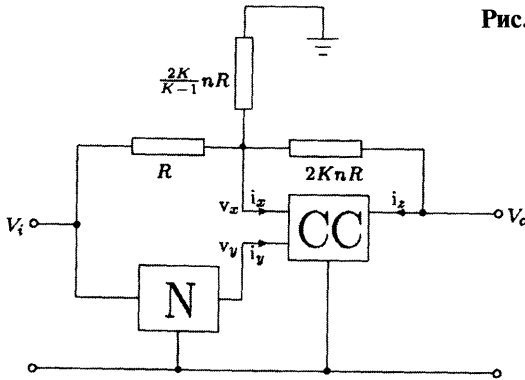 Рис.
2K/K−1 nR
R
2KnR
v_x i_x
i_z
CC
V_i
V_o
v_y i_y
N